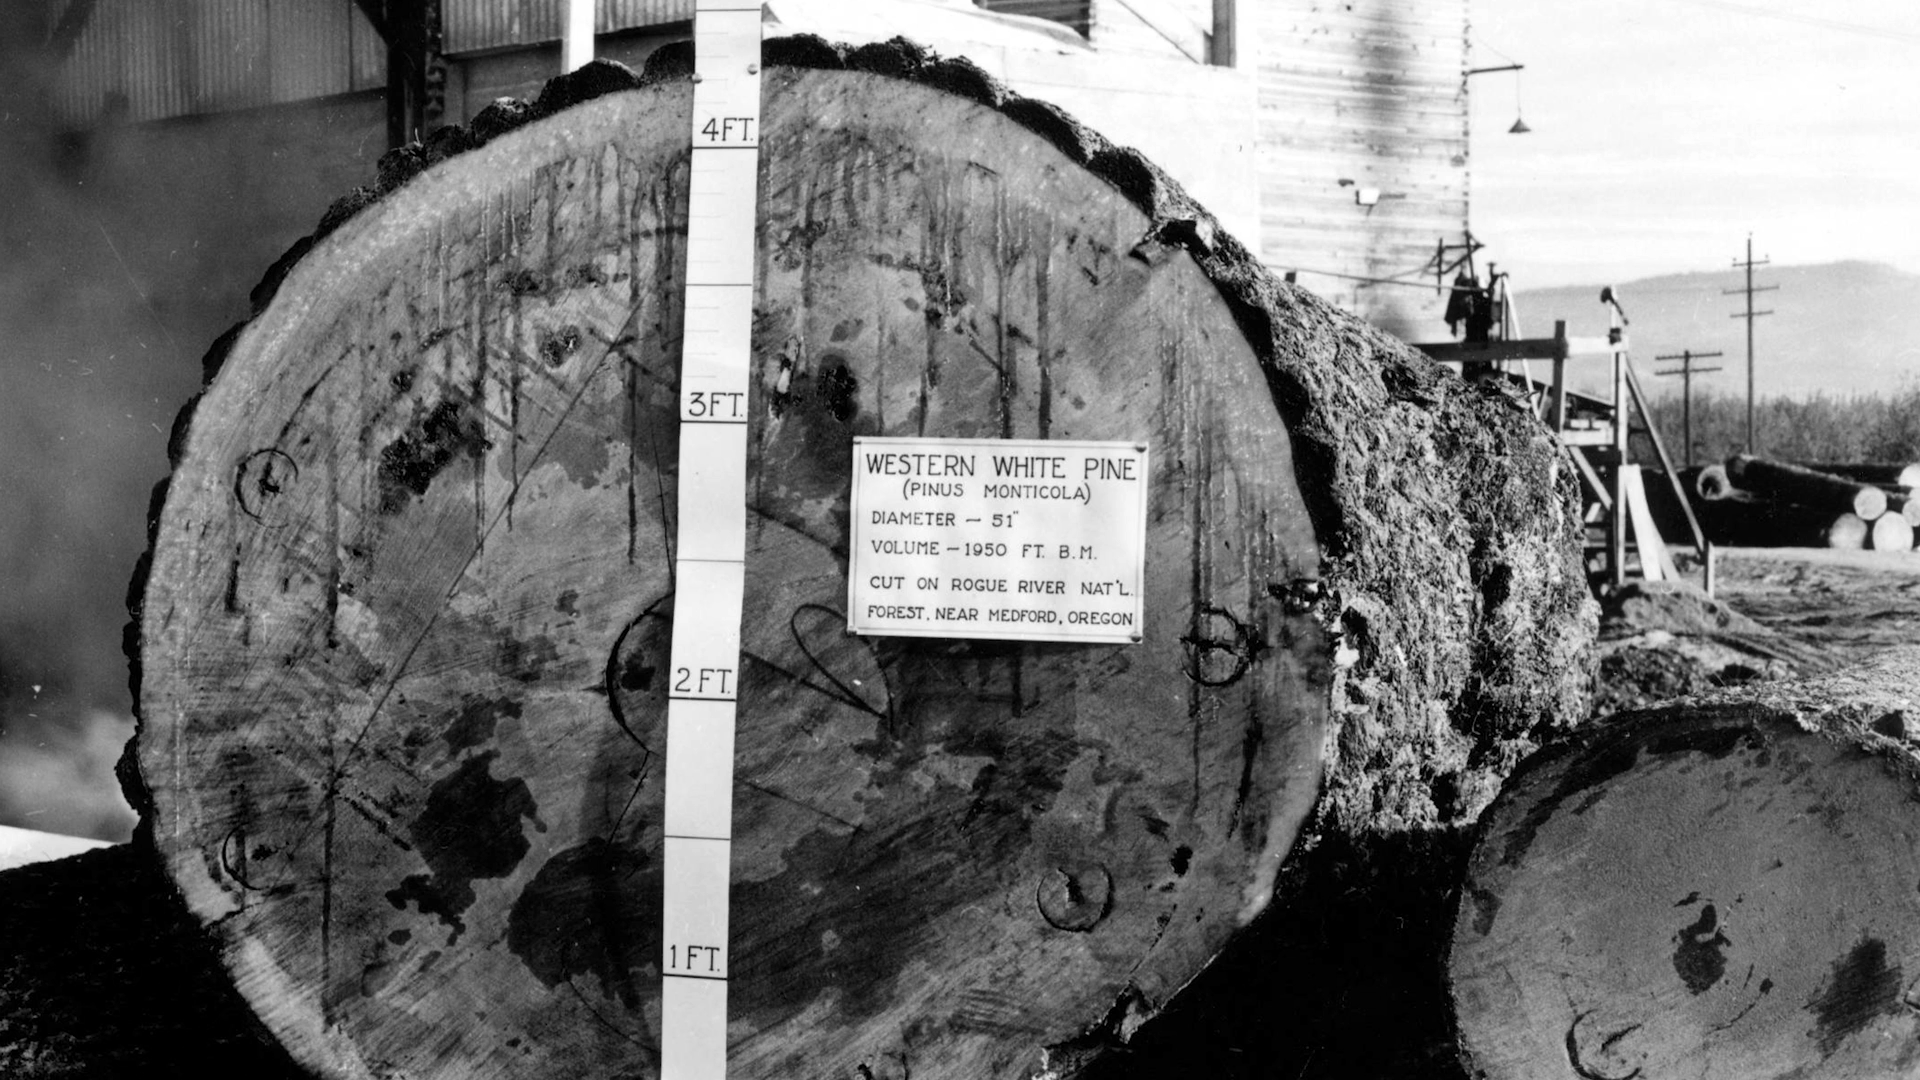 4FT.
3FT.
WESTERN WHITE PINE
(PINUS MONTICOLA)
DIAMETER — 51"
VOLUME — 1950 FT. B.M.
CUT ON ROGUE RIVER NAT'L.
FOREST, NEAR MEDFORD, OREGON
2FT.
1FT.